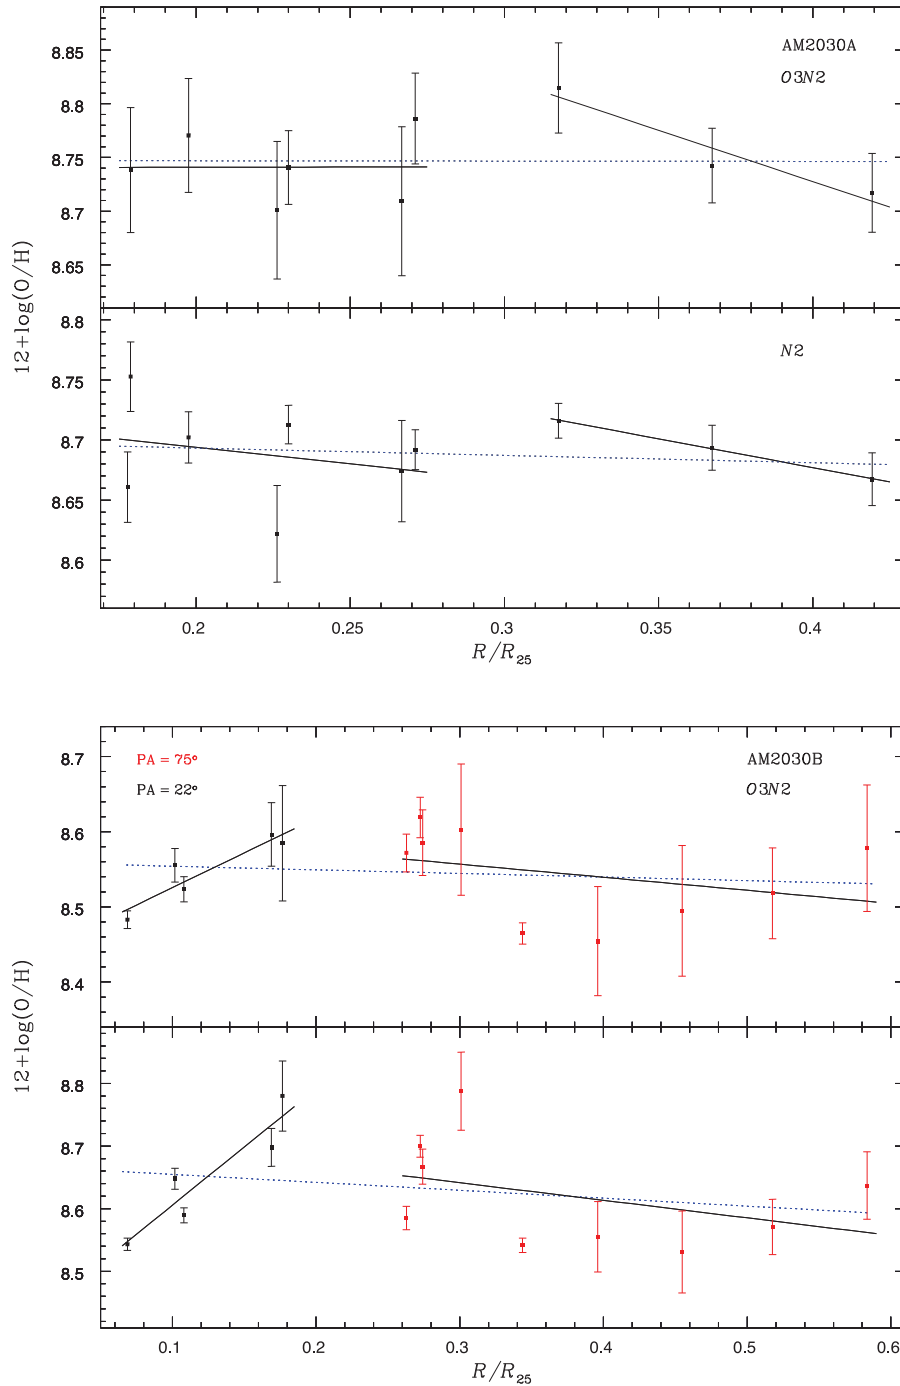 AM2030A
O3N2
8.85
8.8
8.75
8.7
8.65
12+log(O/H)
N2
8.8
8.75
8.7
8.65
8.6
0.2 0.25 0.3 0.35 0.4
R/R25
PA = 75° AM2030B
PA = 22° O3N2
8.7
8.6
8.5
8.4
12+log(O/H)
8.8
8.7
8.6
8.5
0.1 0.2 0.3 0.4 0.5 0.6
R/R25